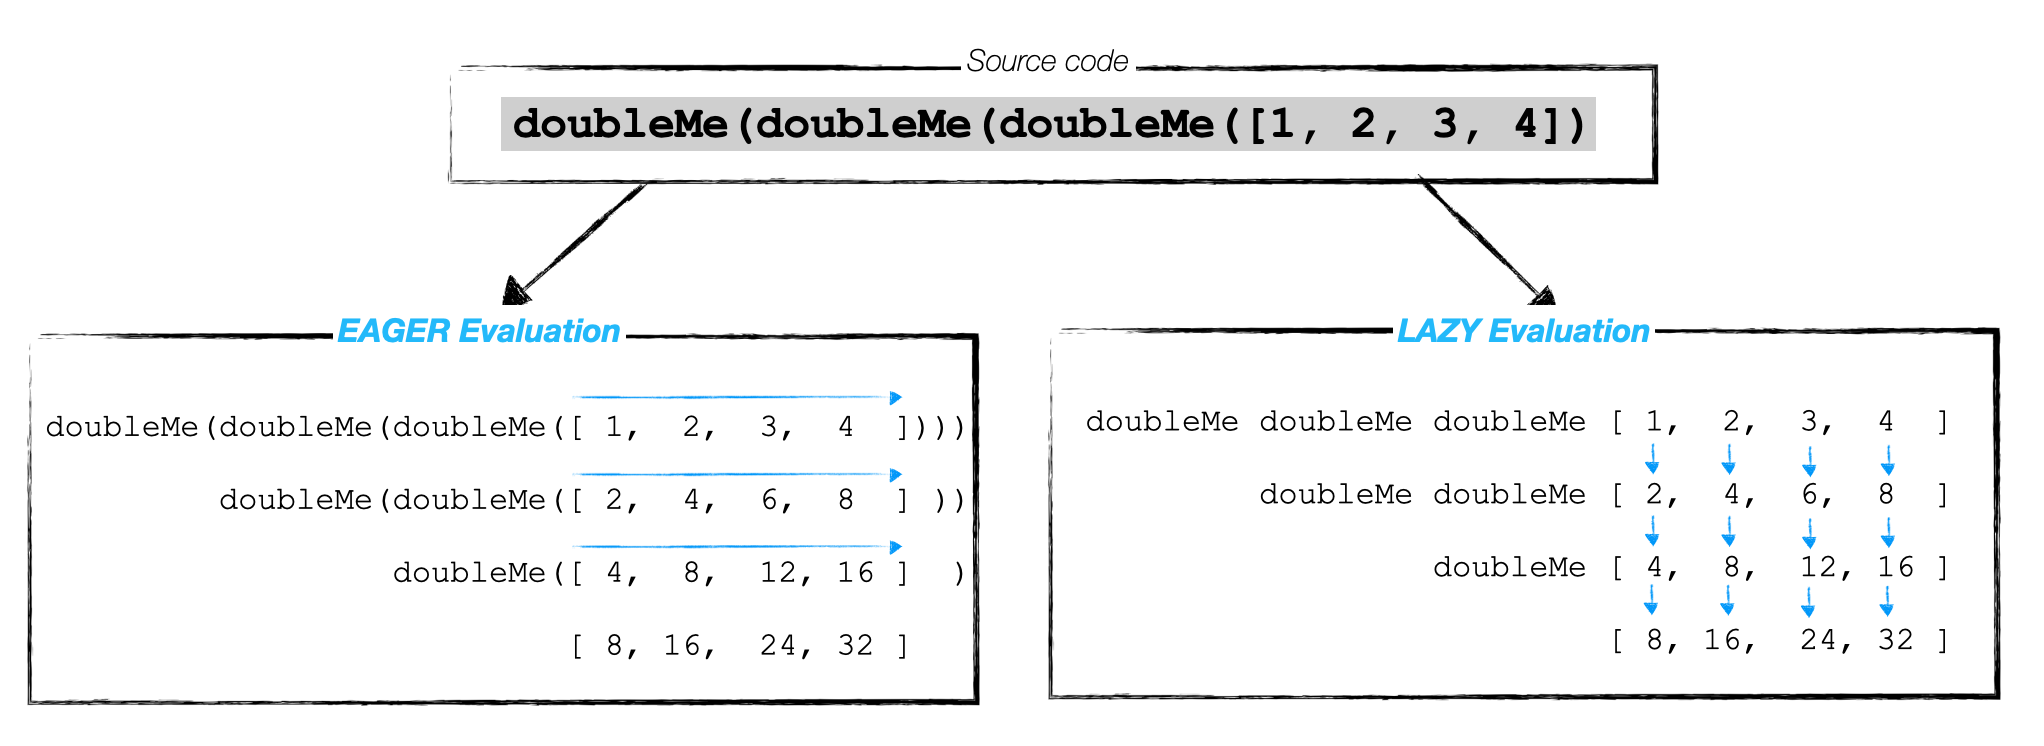 Source code
doubleMe(doubleMe(doubleMe([1, 2, 3, 4])
EAGER Evaluation
doubleMe(doubleMe(doubleMe([ 1, 2, 3, 4 ])))
doubleMe(doubleMe([ 2, 4, 6, 8 ] ))
doubleMe([ 4, 8, 12, 16 ] )
[ 8, 16, 24, 32 ]
LAZY Evaluation
doubleMe doubleMe doubleMe [ 1, 2, 3, 4 ]
doubleMe doubleMe [ 2, 4, 6, 8 ]
doubleMe [ 4, 8, 12, 16 ]
[ 8, 16, 24, 32 ]